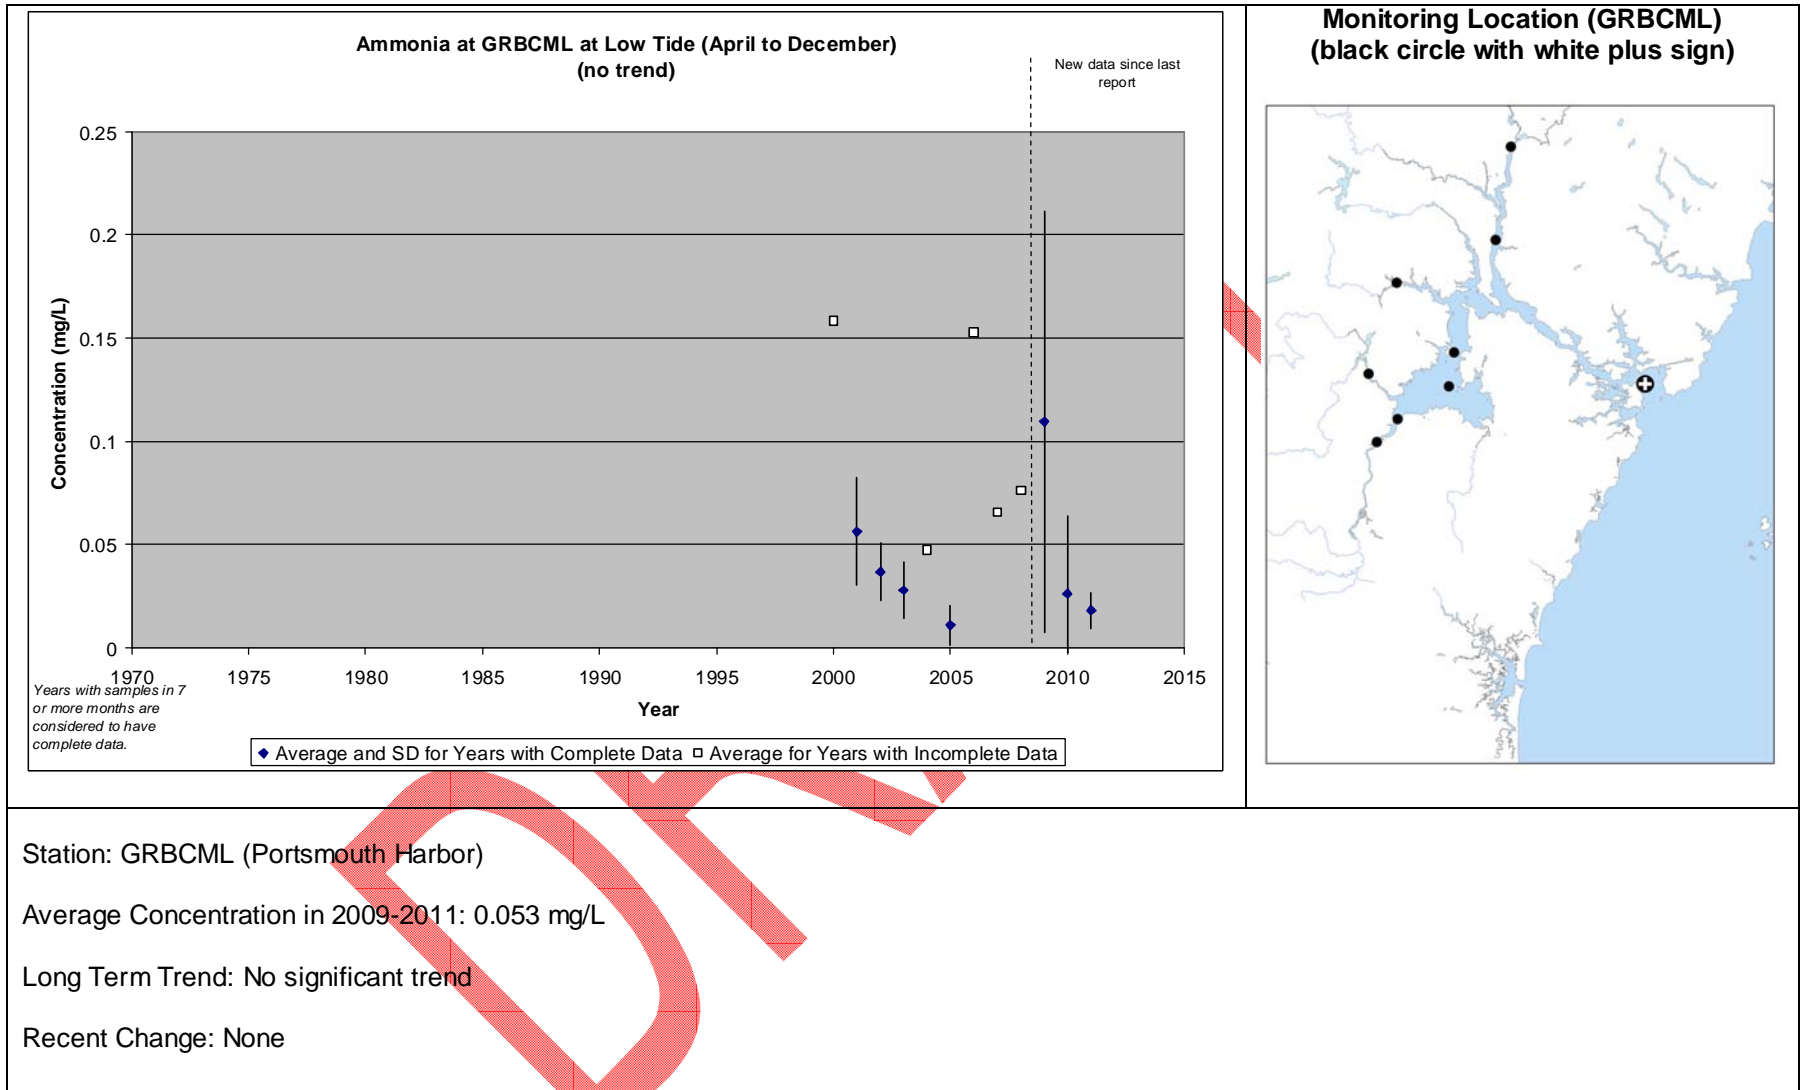 Ammonia at GRBCML at Low Tide (April to December)
(no trend)
New data since last
report
Concentration (mg/L)
0.25
0.2
0.15
0.1
0.05
0
1970 1975 1980 1985 1990 1995 2000 2005 2010 2015
Year
Years with samples in 7
or more months are
considered to have
complete data.
Average and SD for Years with Complete Data Average for Years with Incomplete Data
Monitoring Location (GRBCML)
(black circle with white plus sign)
Station: GRBCML (Portsmouth Harbor)
Average Concentration in 2009-2011: 0.053 mg/L
Long Term Trend: No significant trend
Recent Change: None